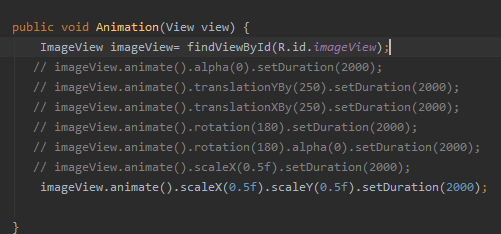 public void Animation(View view) {
ImageView imageView= findViewById(R.id.imageView);
// imageView.animate().alpha(0).setDuration(2000);
// imageView.animate().translationYBy(250).setDuration(2000);
// imageView.animate().translationXBy(250).setDuration(2000);
// imageView.animate().rotation(180).setDuration(2000);
// imageView.animate().rotation(180).alpha(0).setDuration(2000);
// imageView.animate().scaleX(0.5f).setDuration(2000);
imageView.animate().scaleX(0.5f).scaleY(0.5f).setDuration(2000);
}